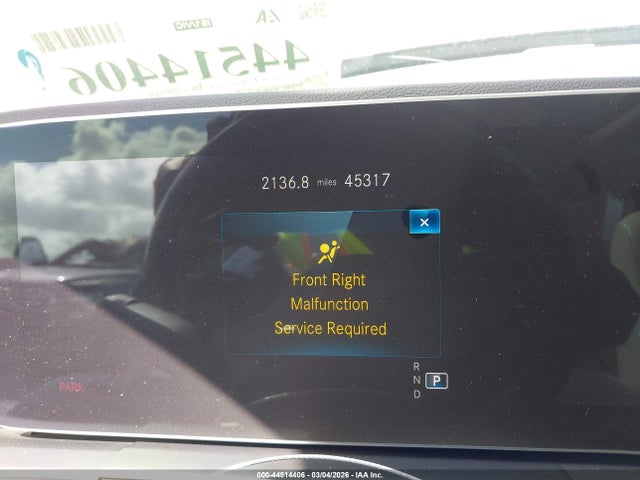 44514406
2136.8 miles 45317
×
Front Right
Malfunction
Service Required
R
N P
D
PARK
000-44514406 - 03/04/2026 - IAA Inc.